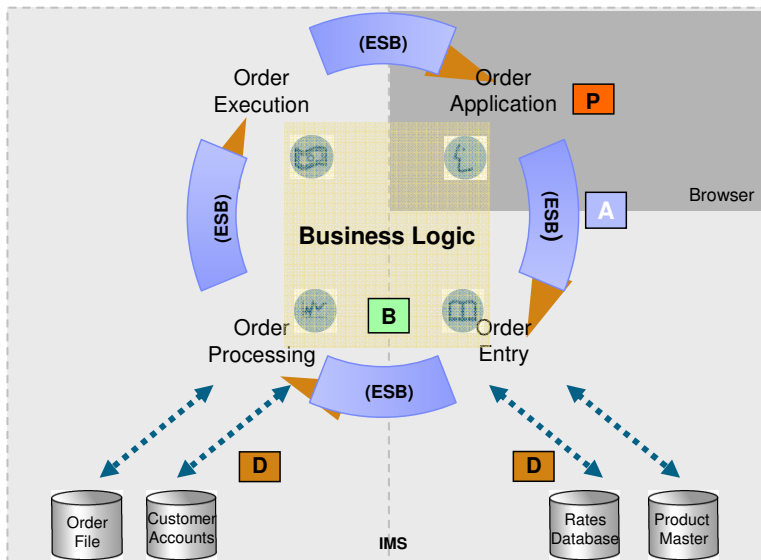 (ESB)
Order
Execution
Order
Application
P
Browser
(ESB)
A
(ESB)
Business Logic
B
Order
Processing
Order
Entry
(ESB)
D
D
Order
File
Customer
Accounts
Rates
Database
Product
Master
IMS